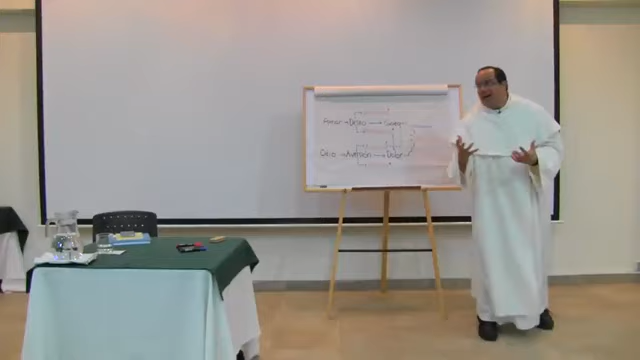 Amor → Deseo → Gozo
Odio → Aversión → Dolor